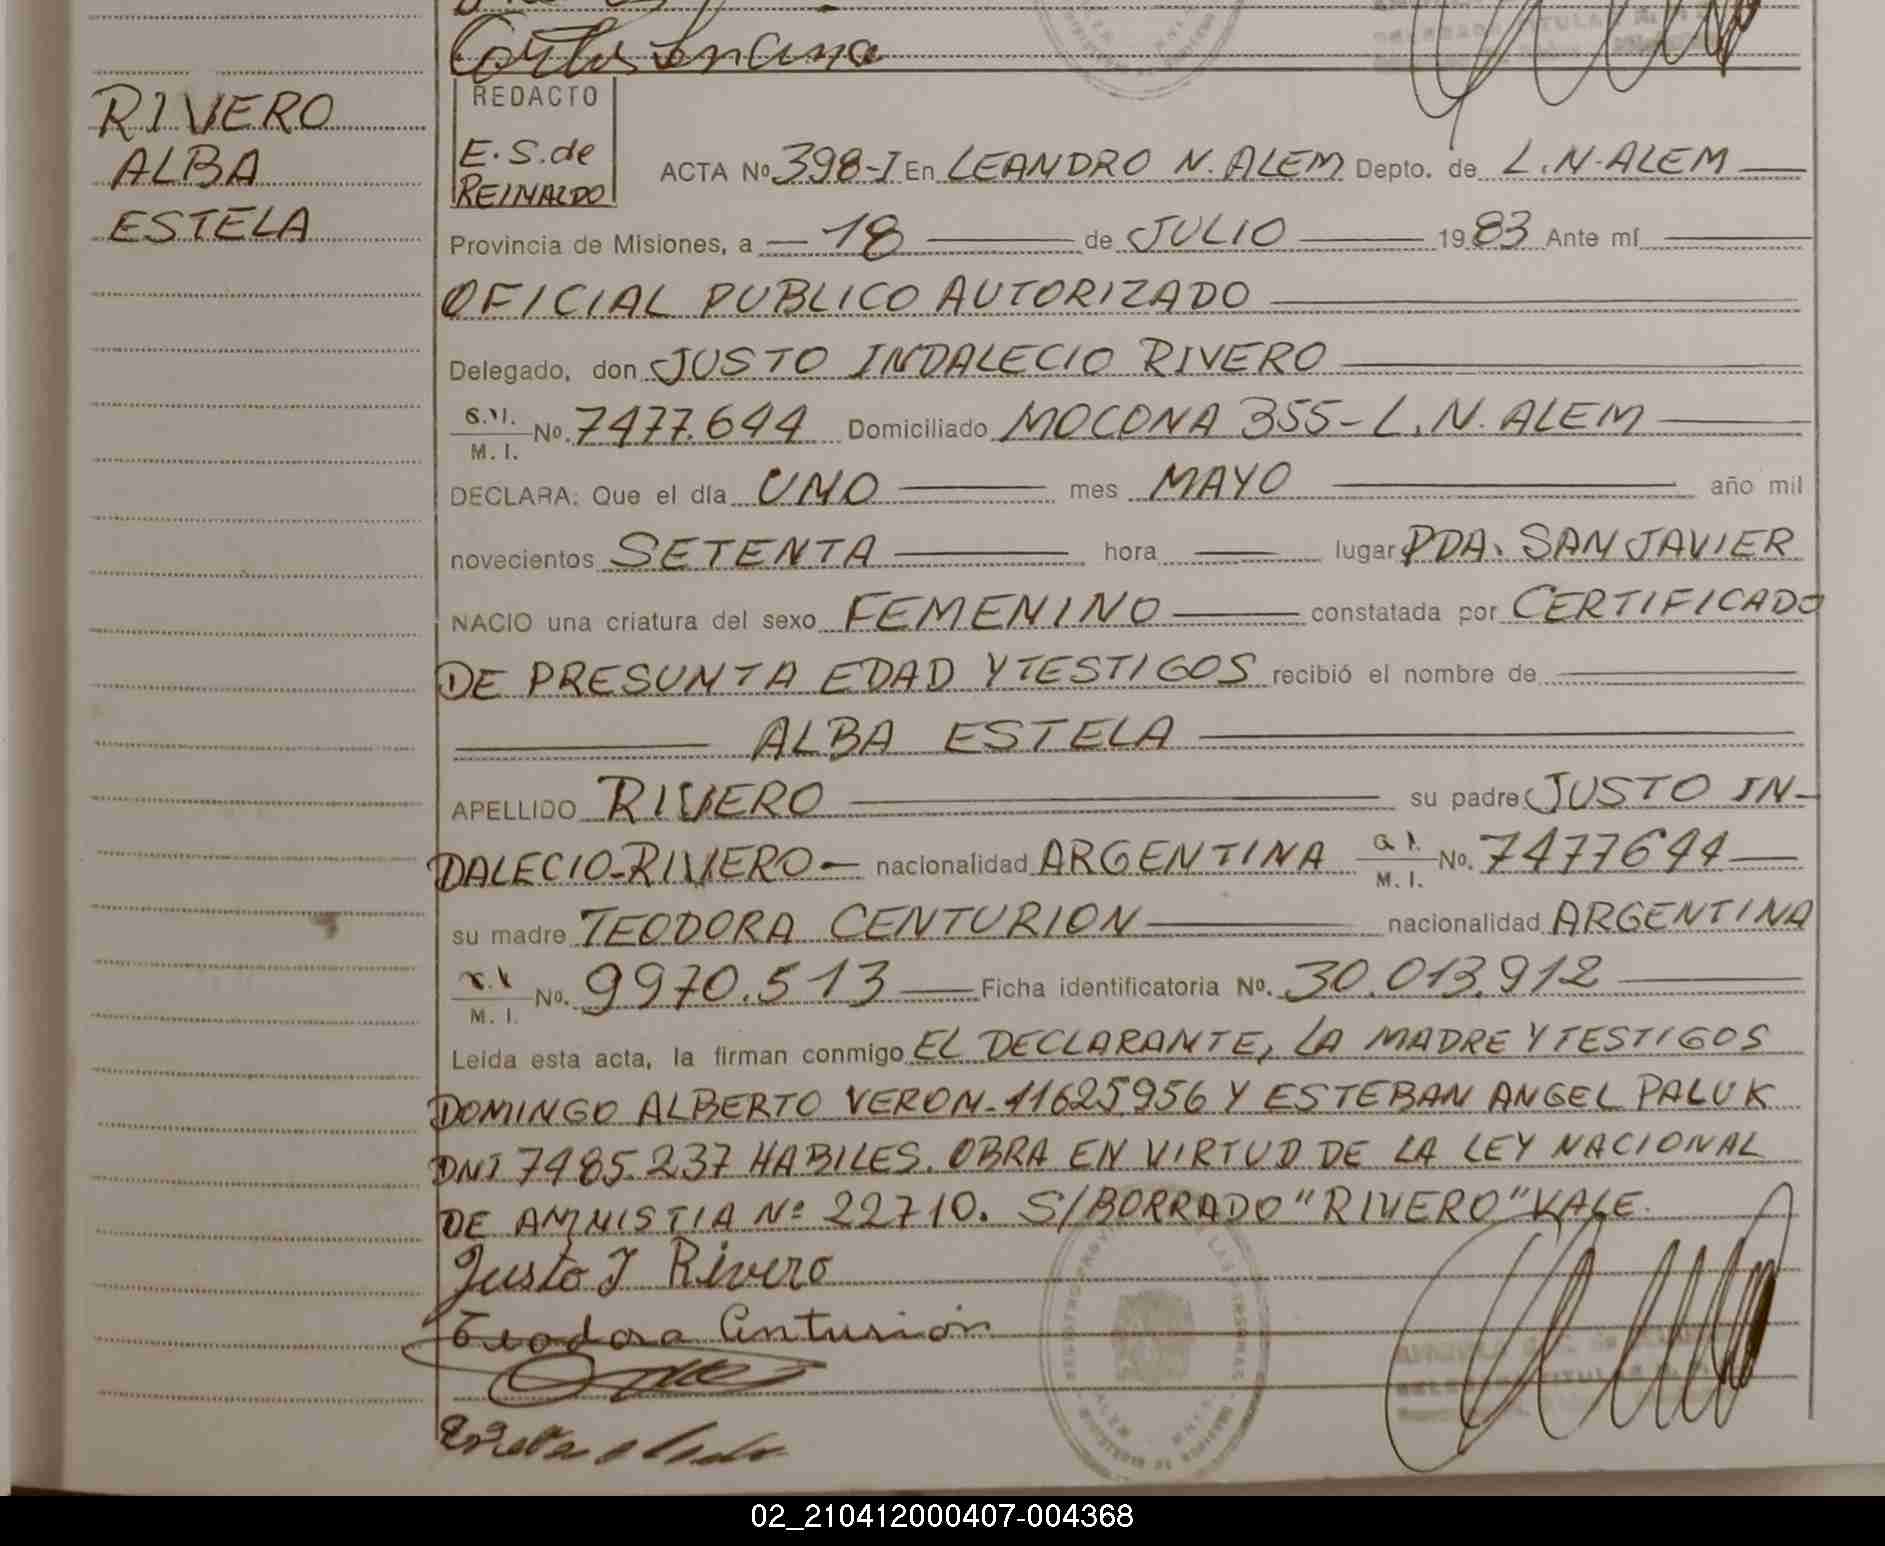 Carlos
RIVERO
ALBA
ESTELA
REDACTO
E.S.de
REINALDO
ACTA Nº 398-I En LEANDRO N. ALEM Depto. de L.N.ALEM
Provincia de Misiones, a 18 de JULIO 1983 Ante mí
OFICIAL PUBLICO AUTORIZADO
Delegado, don JUSTO INDALECIO RIVERO
M. I. No. 7477.644 Domiciliado MOCONA 355-L.N. ALEM
DECLARA: Que el día UNO mes MAYO año mil
novecientos SETENTA hora lugar PDA. SAN JAVIER
NACIO una criatura del sexo FEMENINO constatada por CERTIFICADO
DE PRESUNTA EDAD Y TESTIGOS recibió el nombre de
ALBA ESTELA
APELLIDO RIVERO su padre JUSTO IN-
DALECIO-RIVERO- nacionalidad ARGENTINA M. I. No. 7477644
su madre TEODORA CENTURION nacionalidad ARGENTINA
M. I. No. 9970.513 Ficha identificatoria Nº. 30.013.912
Leída esta acta, la firman conmigo EL DECLARANTE, LA MADRE Y TESTIGOS
DOMINGO ALBERTO VERON-11625956 Y ESTEBAN ANGEL PALUK
DNI 7485.237 HABILES. OBRA EN VIRTUD DE LA LEY NACIONAL
DE AMNISTIA Nº 22710. S/BORRADO "RIVERO" VALE.
Justo I Rivero
Teodora Centurión
02_210412000407-004368